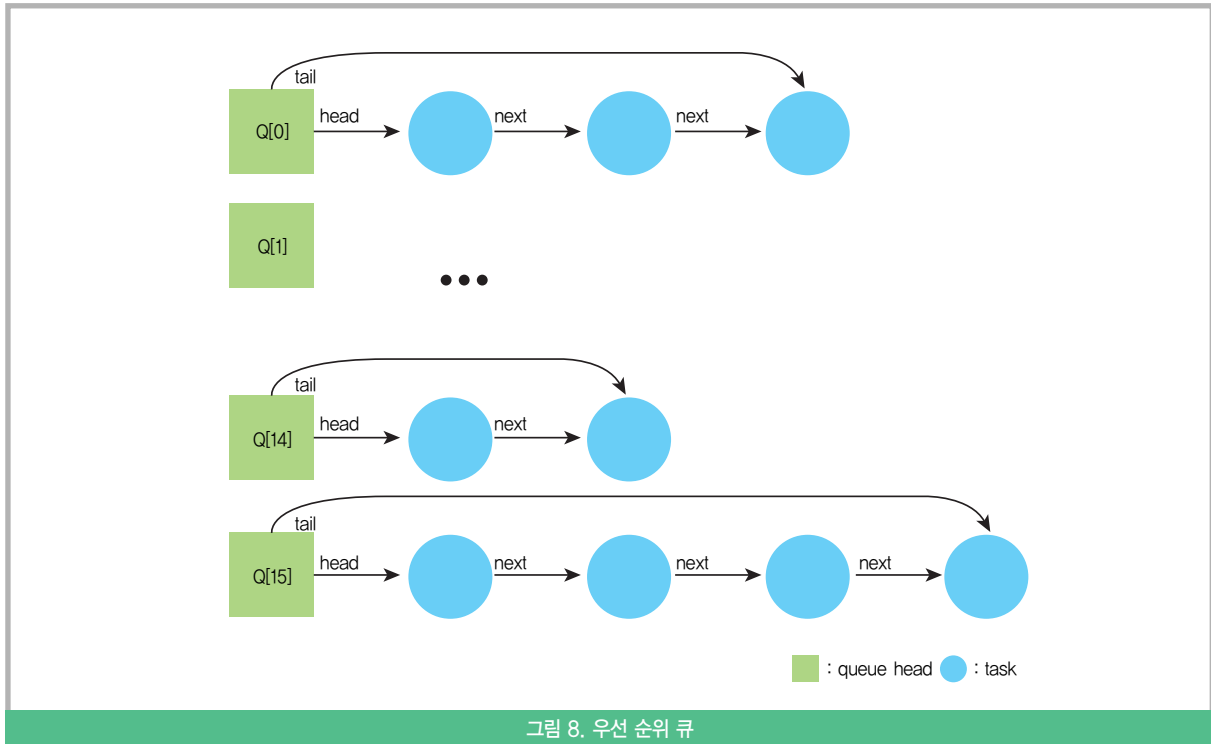 tail
Q[0] head next next
Q[1]
•••
tail
Q[14] head next
tail
Q[15] head next next next
: queue head : task
그림 8. 우선 순위 큐